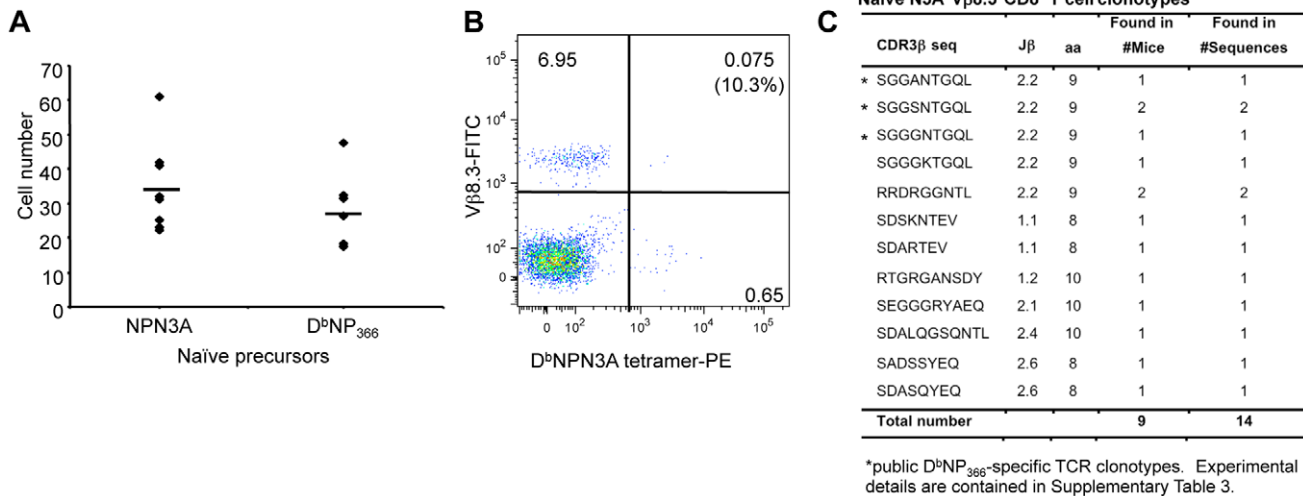 A
Cell number
70
60
50
40
30
20
10
0
NPN3A DᵇNP₃₆₆
Naïve precursors
B
Vβ8.3-FITC
10⁵
10⁴
10³
10²
0
6.95
0.075
(10.3%)
0.65
0 10² 10³ 10⁴ 10⁵
DᵇNPN3A tetramer-PE
C
CDR3β seq Jβ aa Found in #Mice Found in #Sequences
* SGGANTGQL 2.2 9 1 1
* SGGSNTGQL 2.2 9 2 2
* SGGGNTGQL 2.2 9 1 1
SGGGKTGQL 2.2 9 1 1
RRDRGGNTL 2.2 9 2 2
SDSKNTEV 1.1 8 1 1
SDARTEV 1.1 8 1 1
RTGRGANSDY 1.2 10 1 1
SEGGGRYAEQ 2.1 10 1 1
SDALQGSQNTL 2.4 10 1 1
SADSSYEQ 2.6 8 1 1
SDASQYEQ 2.6 8 1 1
Total number 9 14
*public DᵇNP₃₆₆-specific TCR clonotypes. Experimental
details are contained in Supplementary Table 3.